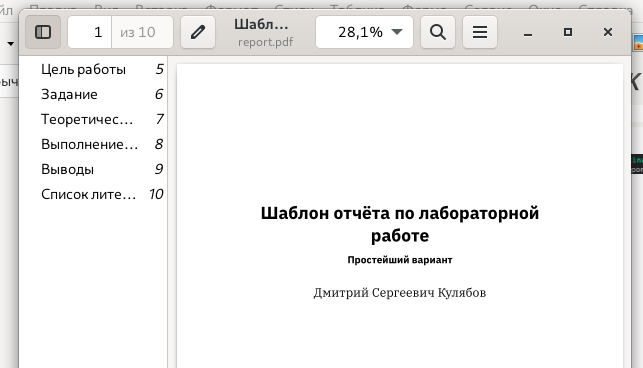 1 из 10
Шабл...
report.pdf
28,1%
Цель работы 5
Задание 6
Теоретичес... 7
Выполнение... 8
Выводы 9
Список лите... 10
Шаблон отчёта по лабораторной
работе
Простейший вариант
Дмитрий Сергеевич Кулябов